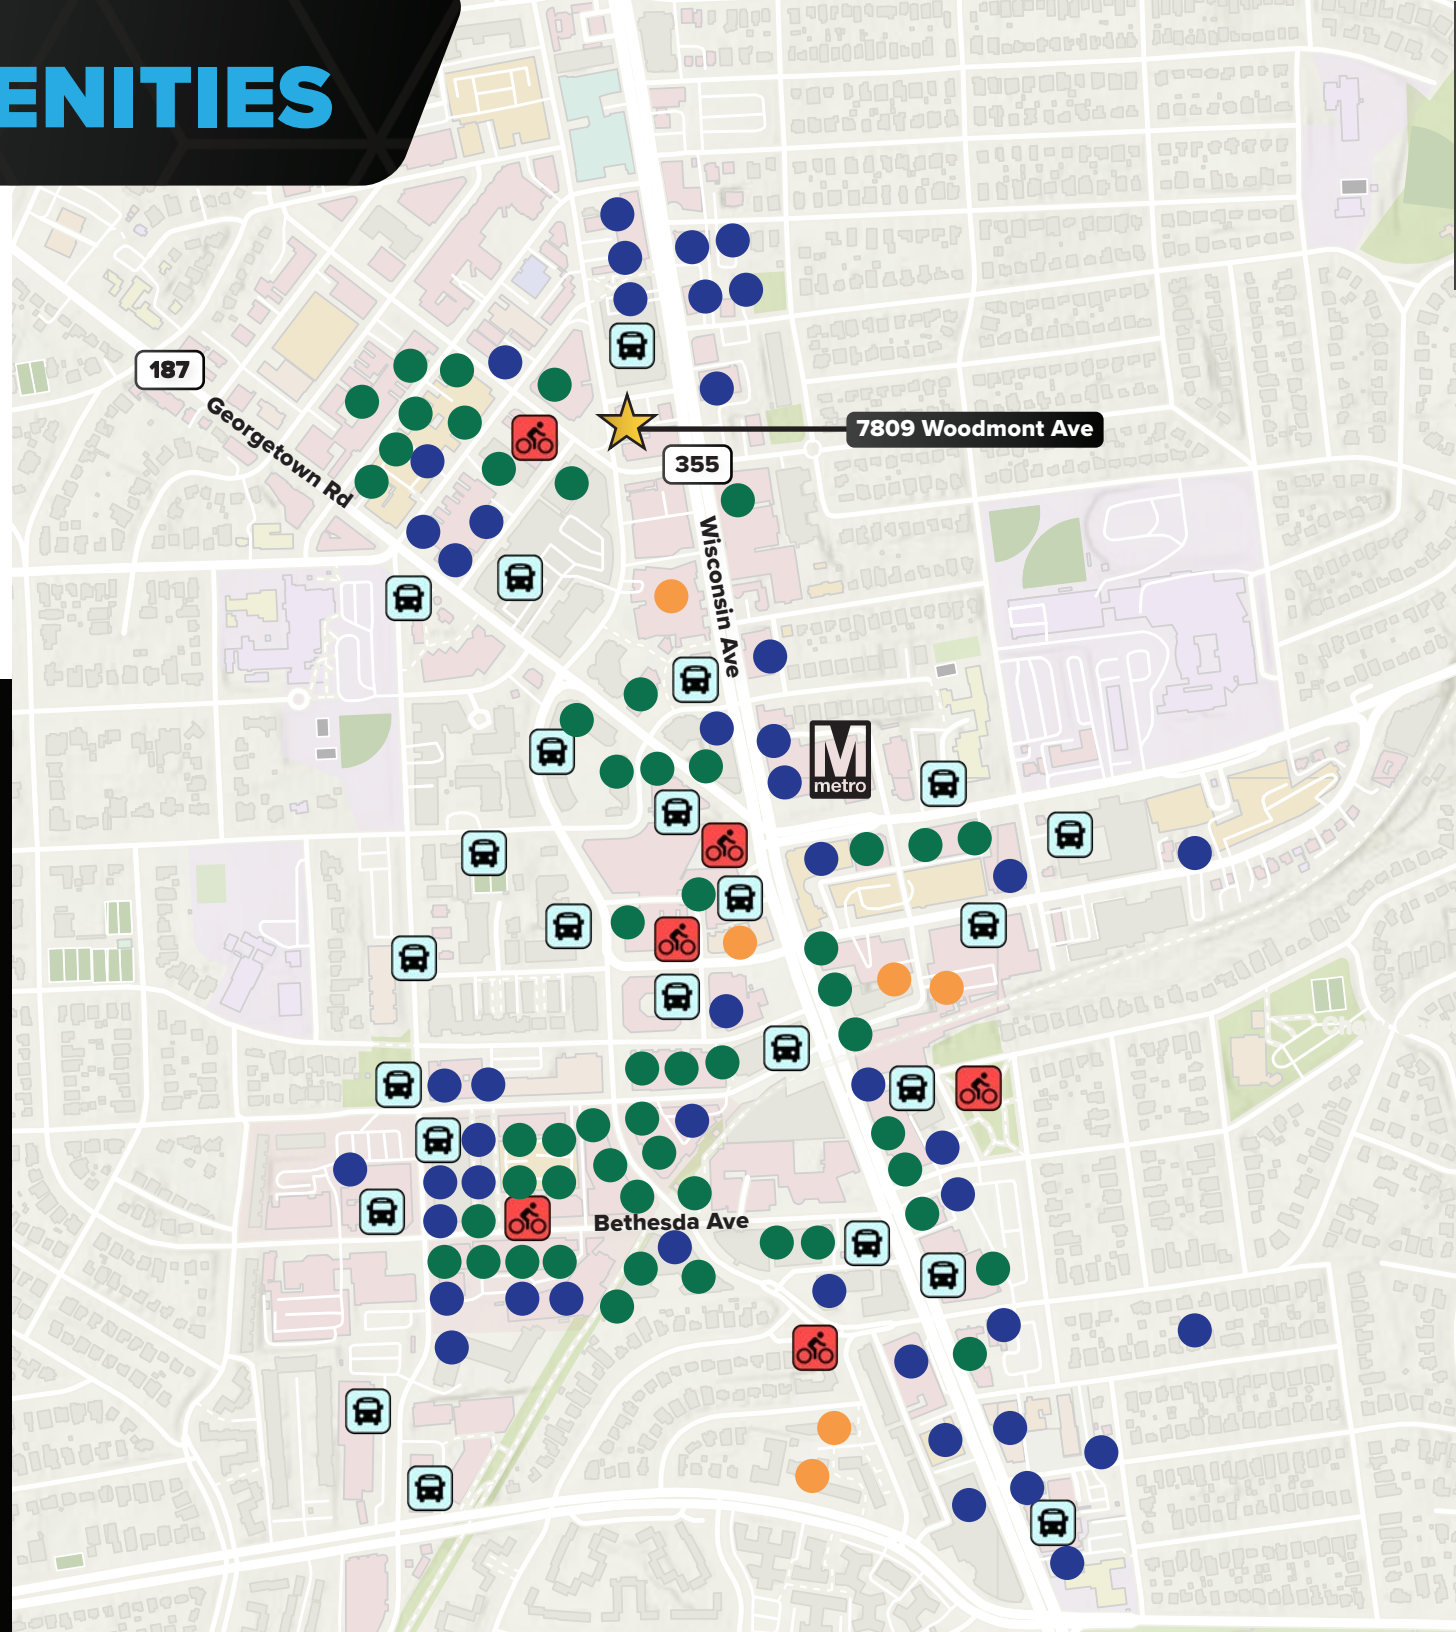 ENITIES
187
Georgetown Rd
7809 Woodmont Ave
355
Wisconsin Ave
M
metro
Bethesda Ave